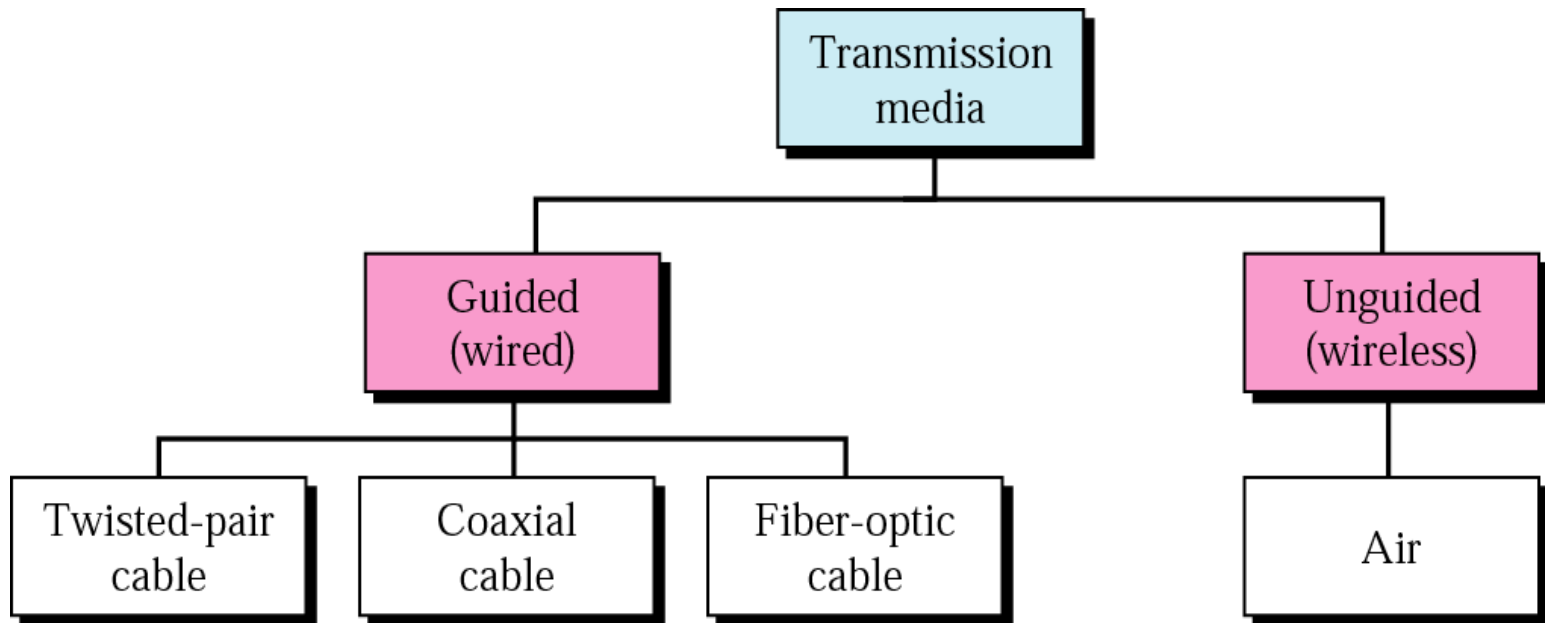 Transmission
media
Guided
(wired)
Unguided
(wireless)
Twisted-pair
cable
Coaxial
cable
Fiber-optic
cable
Air